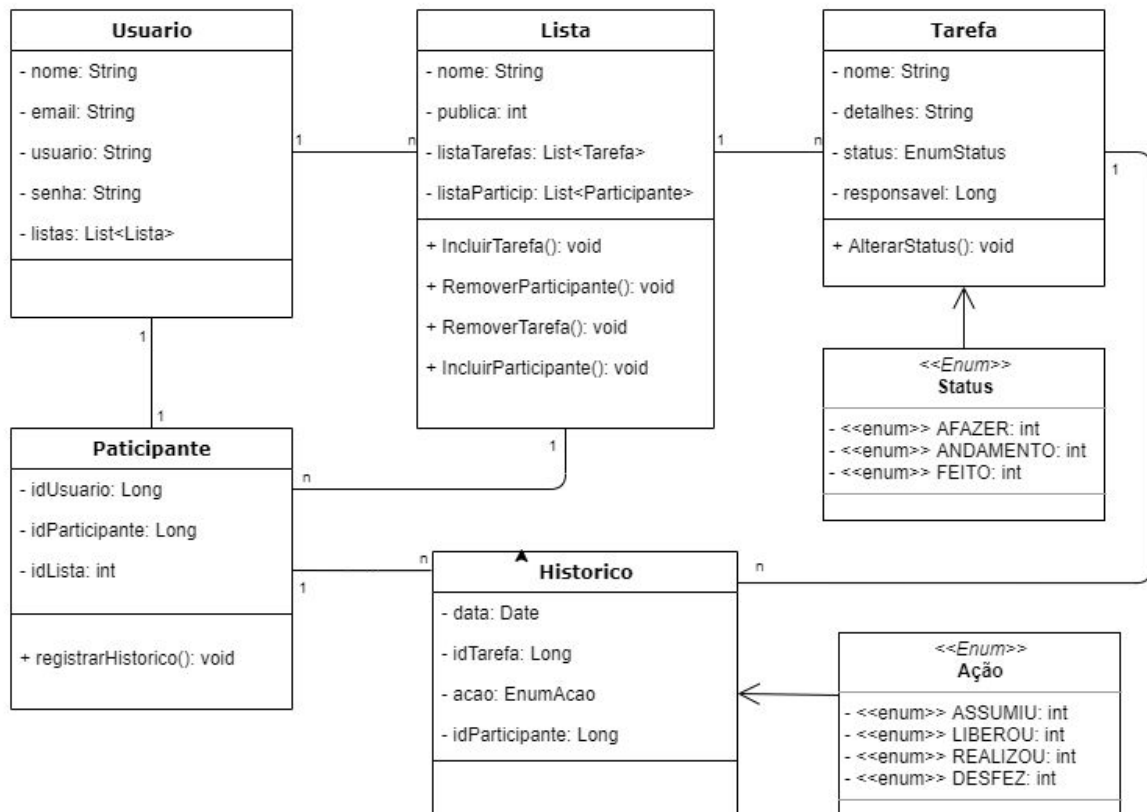 Usuario
- nome: String
- email: String
- usuario: String
- senha: String
- listas: List<Lista>
1
n
1
1
Lista
- nome: String
- publica: int
- listaTarefas: List<Tarefa>
- listaParticip: List<Participante>
+ IncluirTarefa(): void
+ RemoverParticipante(): void
+ RemoverTarefa(): void
+ IncluirParticipante(): void
1
n
1
n
Tarefa
- nome: String
- detalhes: String
- status: EnumStatus
- responsavel: Long
+ AlterarStatus(): void
1
n
<<Enum>>
Status
- <<enum>> AFAZER: int
- <<enum>> ANDAMENTO: int
- <<enum>> FEITO: int
Paticipante
- idUsuario: Long
- idParticipante: Long
- idLista: int
+ registrarHistorico(): void
1
n
Historico
- data: Date
- idTarefa: Long
- acao: EnumAcao
- idParticipante: Long
<<Enum>>
Ação
- <<enum>> ASSUMIU: int
- <<enum>> LIBEROU: int
- <<enum>> REALIZOU: int
- <<enum>> DESFEZ: int